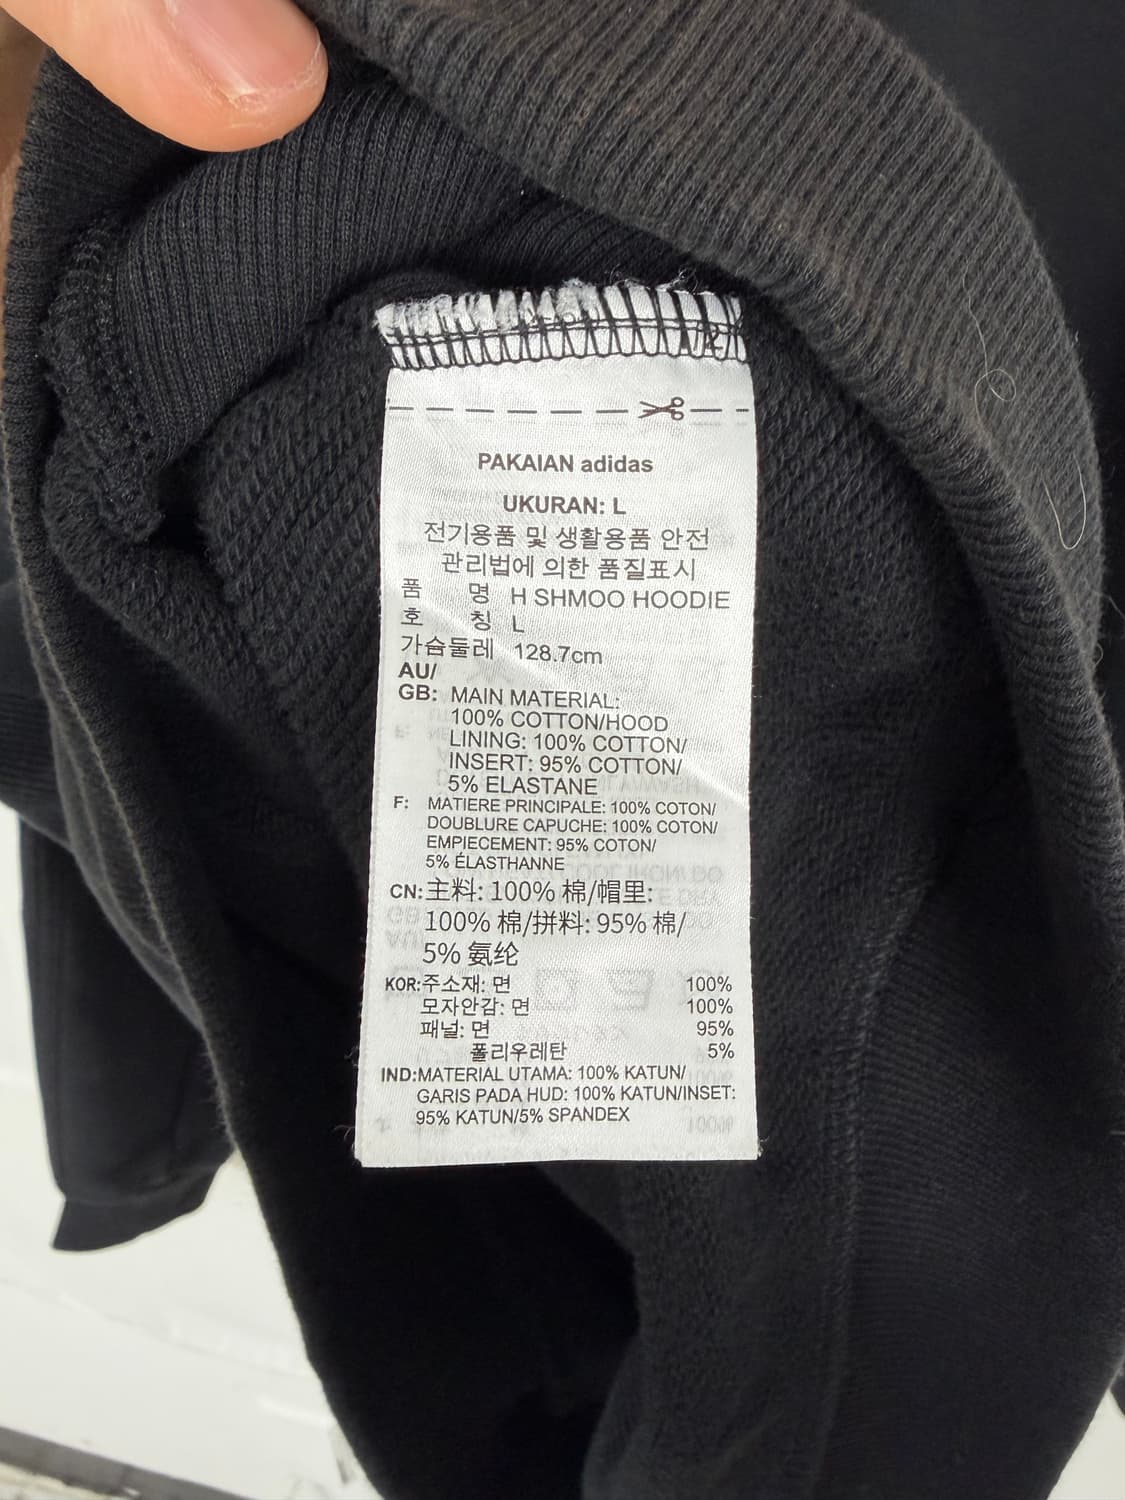 PAKAIAN adidas
UKURAN: L
전기용품 및 생활용품 안전
관리법에 의한 품질표시
품 명 H SHMOO HOODIE
호 칭 L
가슴둘레 128.7cm
AU/
GB: MAIN MATERIAL:
100% COTTON/HOOD
LINING: 100% COTTON/
INSERT: 95% COTTON/
5% ELASTANE
F: MATIERE PRINCIPALE: 100% COTON/
DOUBLURE CAPUCHE: 100% COTON/
EMPIECEMENT: 95% COTON/
5% ÉLASTHANNE
CN: 主料: 100% 棉/帽里:
100% 棉/拼料: 95% 棉/
5% 氨纶
KOR: 주소재: 면 100%
모자안감: 면 100%
패널: 면 95%
폴리우레탄 5%
IND: MATERIAL UTAMA: 100% KATUN/
GARIS PADA HUD: 100% KATUN/INSET:
95% KATUN/5% SPANDEX